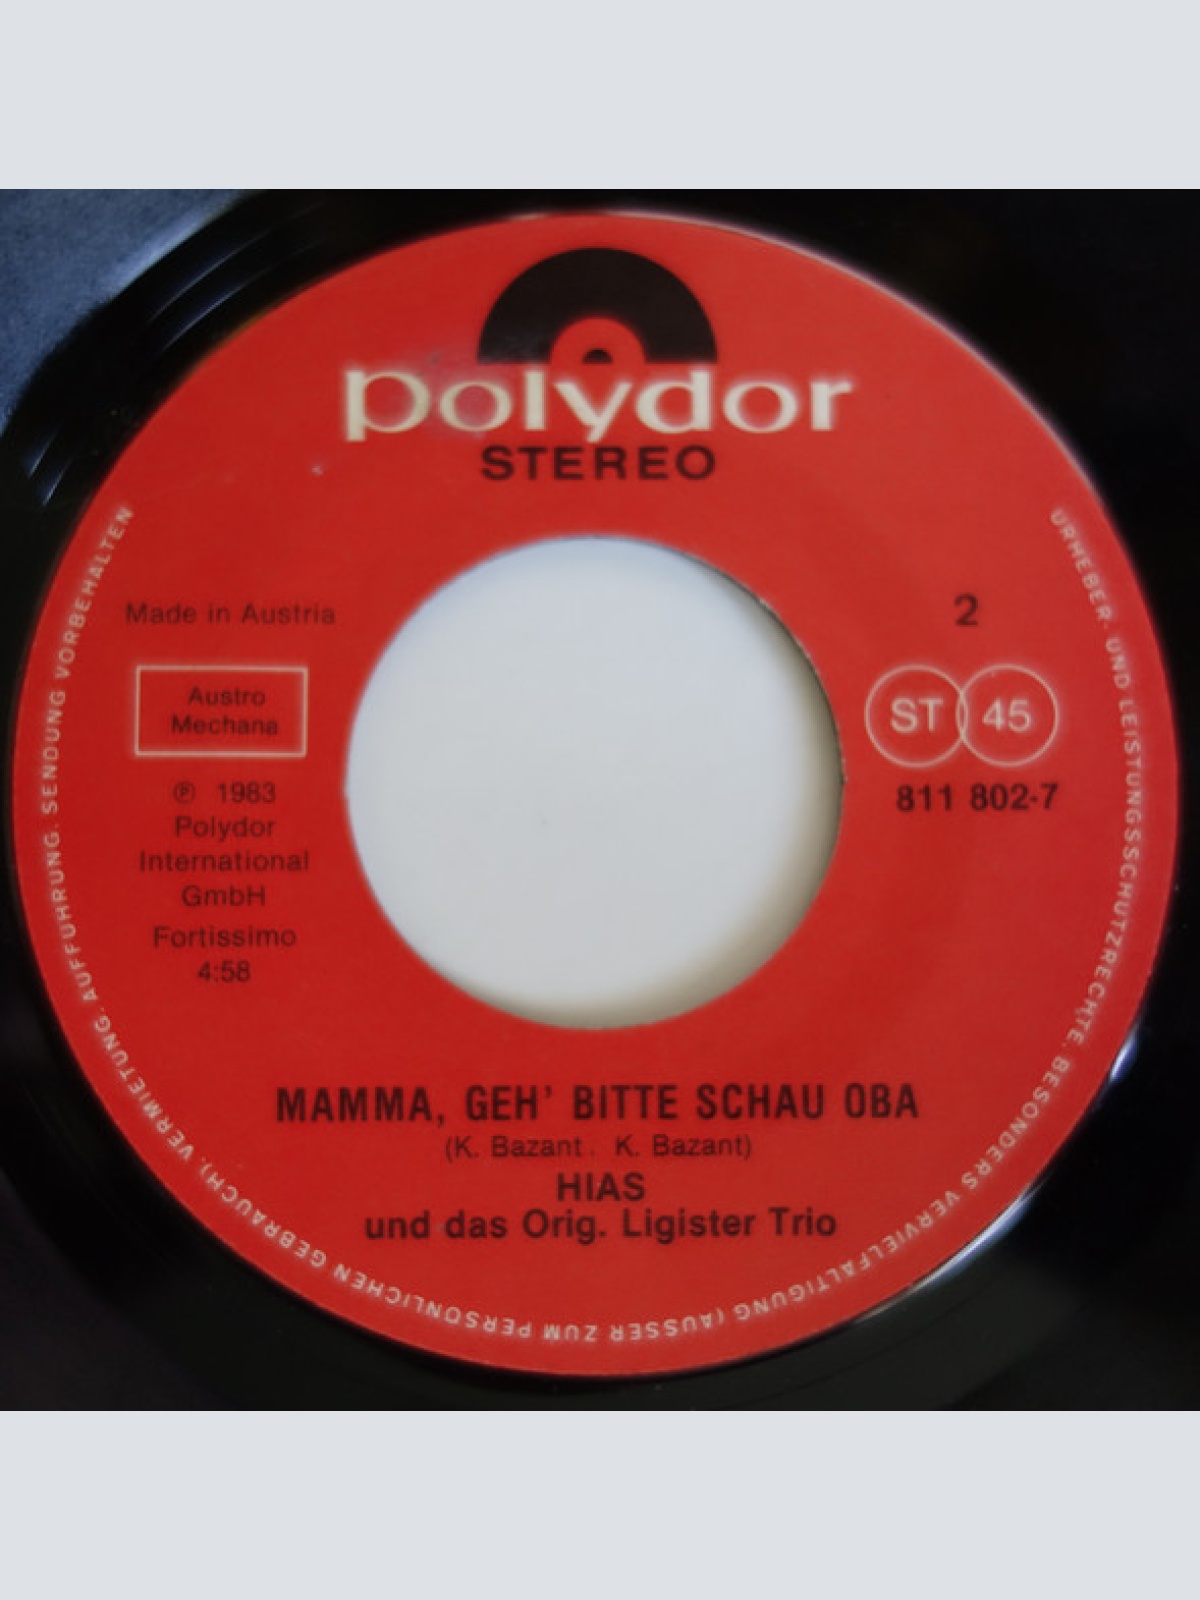 polydor
STEREO
Made in Austria
Austro
Mechana
℗ 1983
Polydor
International
GmbH
Fortissimo
4:58
2
ST 45
811 802-7
MAMMA, GEH' BITTE SCHAU OBA
(K. Bazant. K. Bazant)
HIAS
und das Orig. Ligister Trio
URHEBER- UND LEISTUNGSSCHUTZRECHTE, BESONDERS VERVIELFÄLTIGUNG (AUSSER ZUM PERSÖNLICHEN GEBRAUCH), VERMIETUNG, AUFFÜHRUNG, SENDUNG VORBEHALTEN